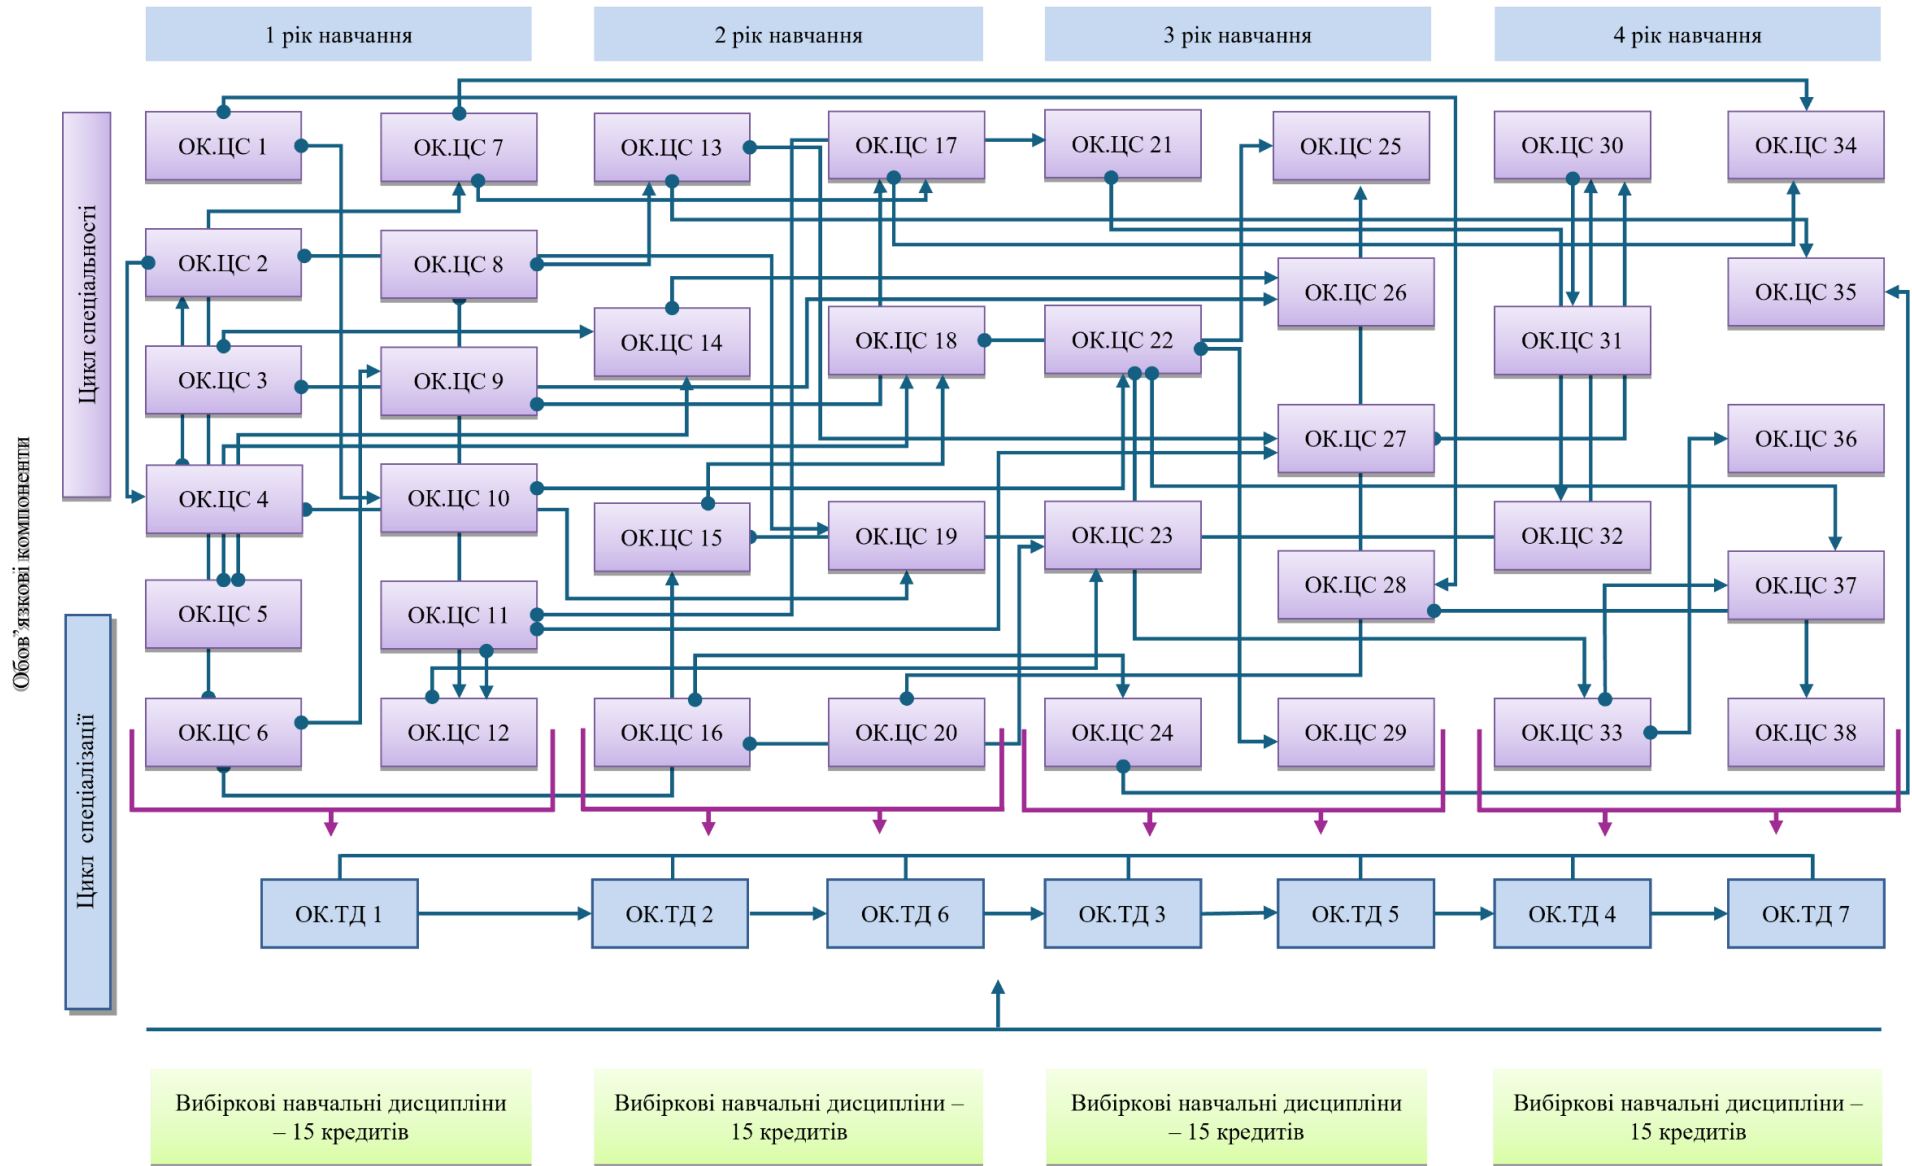 1 рік навчання
2 рік навчання
3 рік навчання
4 рік навчання
Обов’язкові компоненти
Цикл спеціальності
Цикл спеціалізації
ОК.ЦС 1
ОК.ЦС 7
ОК.ЦС 13
ОК.ЦС 17
ОК.ЦС 21
ОК.ЦС 25
ОК.ЦС 30
ОК.ЦС 34
ОК.ЦС 2
ОК.ЦС 8
ОК.ЦС 26
ОК.ЦС 35
ОК.ЦС 14
ОК.ЦС 18
ОК.ЦС 22
ОК.ЦС 31
ОК.ЦС 3
ОК.ЦС 9
ОК.ЦС 27
ОК.ЦС 36
ОК.ЦС 4
ОК.ЦС 10
ОК.ЦС 15
ОК.ЦС 19
ОК.ЦС 23
ОК.ЦС 32
ОК.ЦС 28
ОК.ЦС 37
ОК.ЦС 5
ОК.ЦС 11
ОК.ЦС 6
ОК.ЦС 12
ОК.ЦС 16
ОК.ЦС 20
ОК.ЦС 24
ОК.ЦС 29
ОК.ЦС 33
ОК.ЦС 38
ОК.ТД 1
ОК.ТД 2
ОК.ТД 6
ОК.ТД 3
ОК.ТД 5
ОК.ТД 4
ОК.ТД 7
Вибіркові навчальні дисципліни
– 15 кредитів
Вибіркові навчальні дисципліни –
15 кредитів
Вибіркові навчальні дисципліни
– 15 кредитів
Вибіркові навчальні дисципліни –
15 кредитів